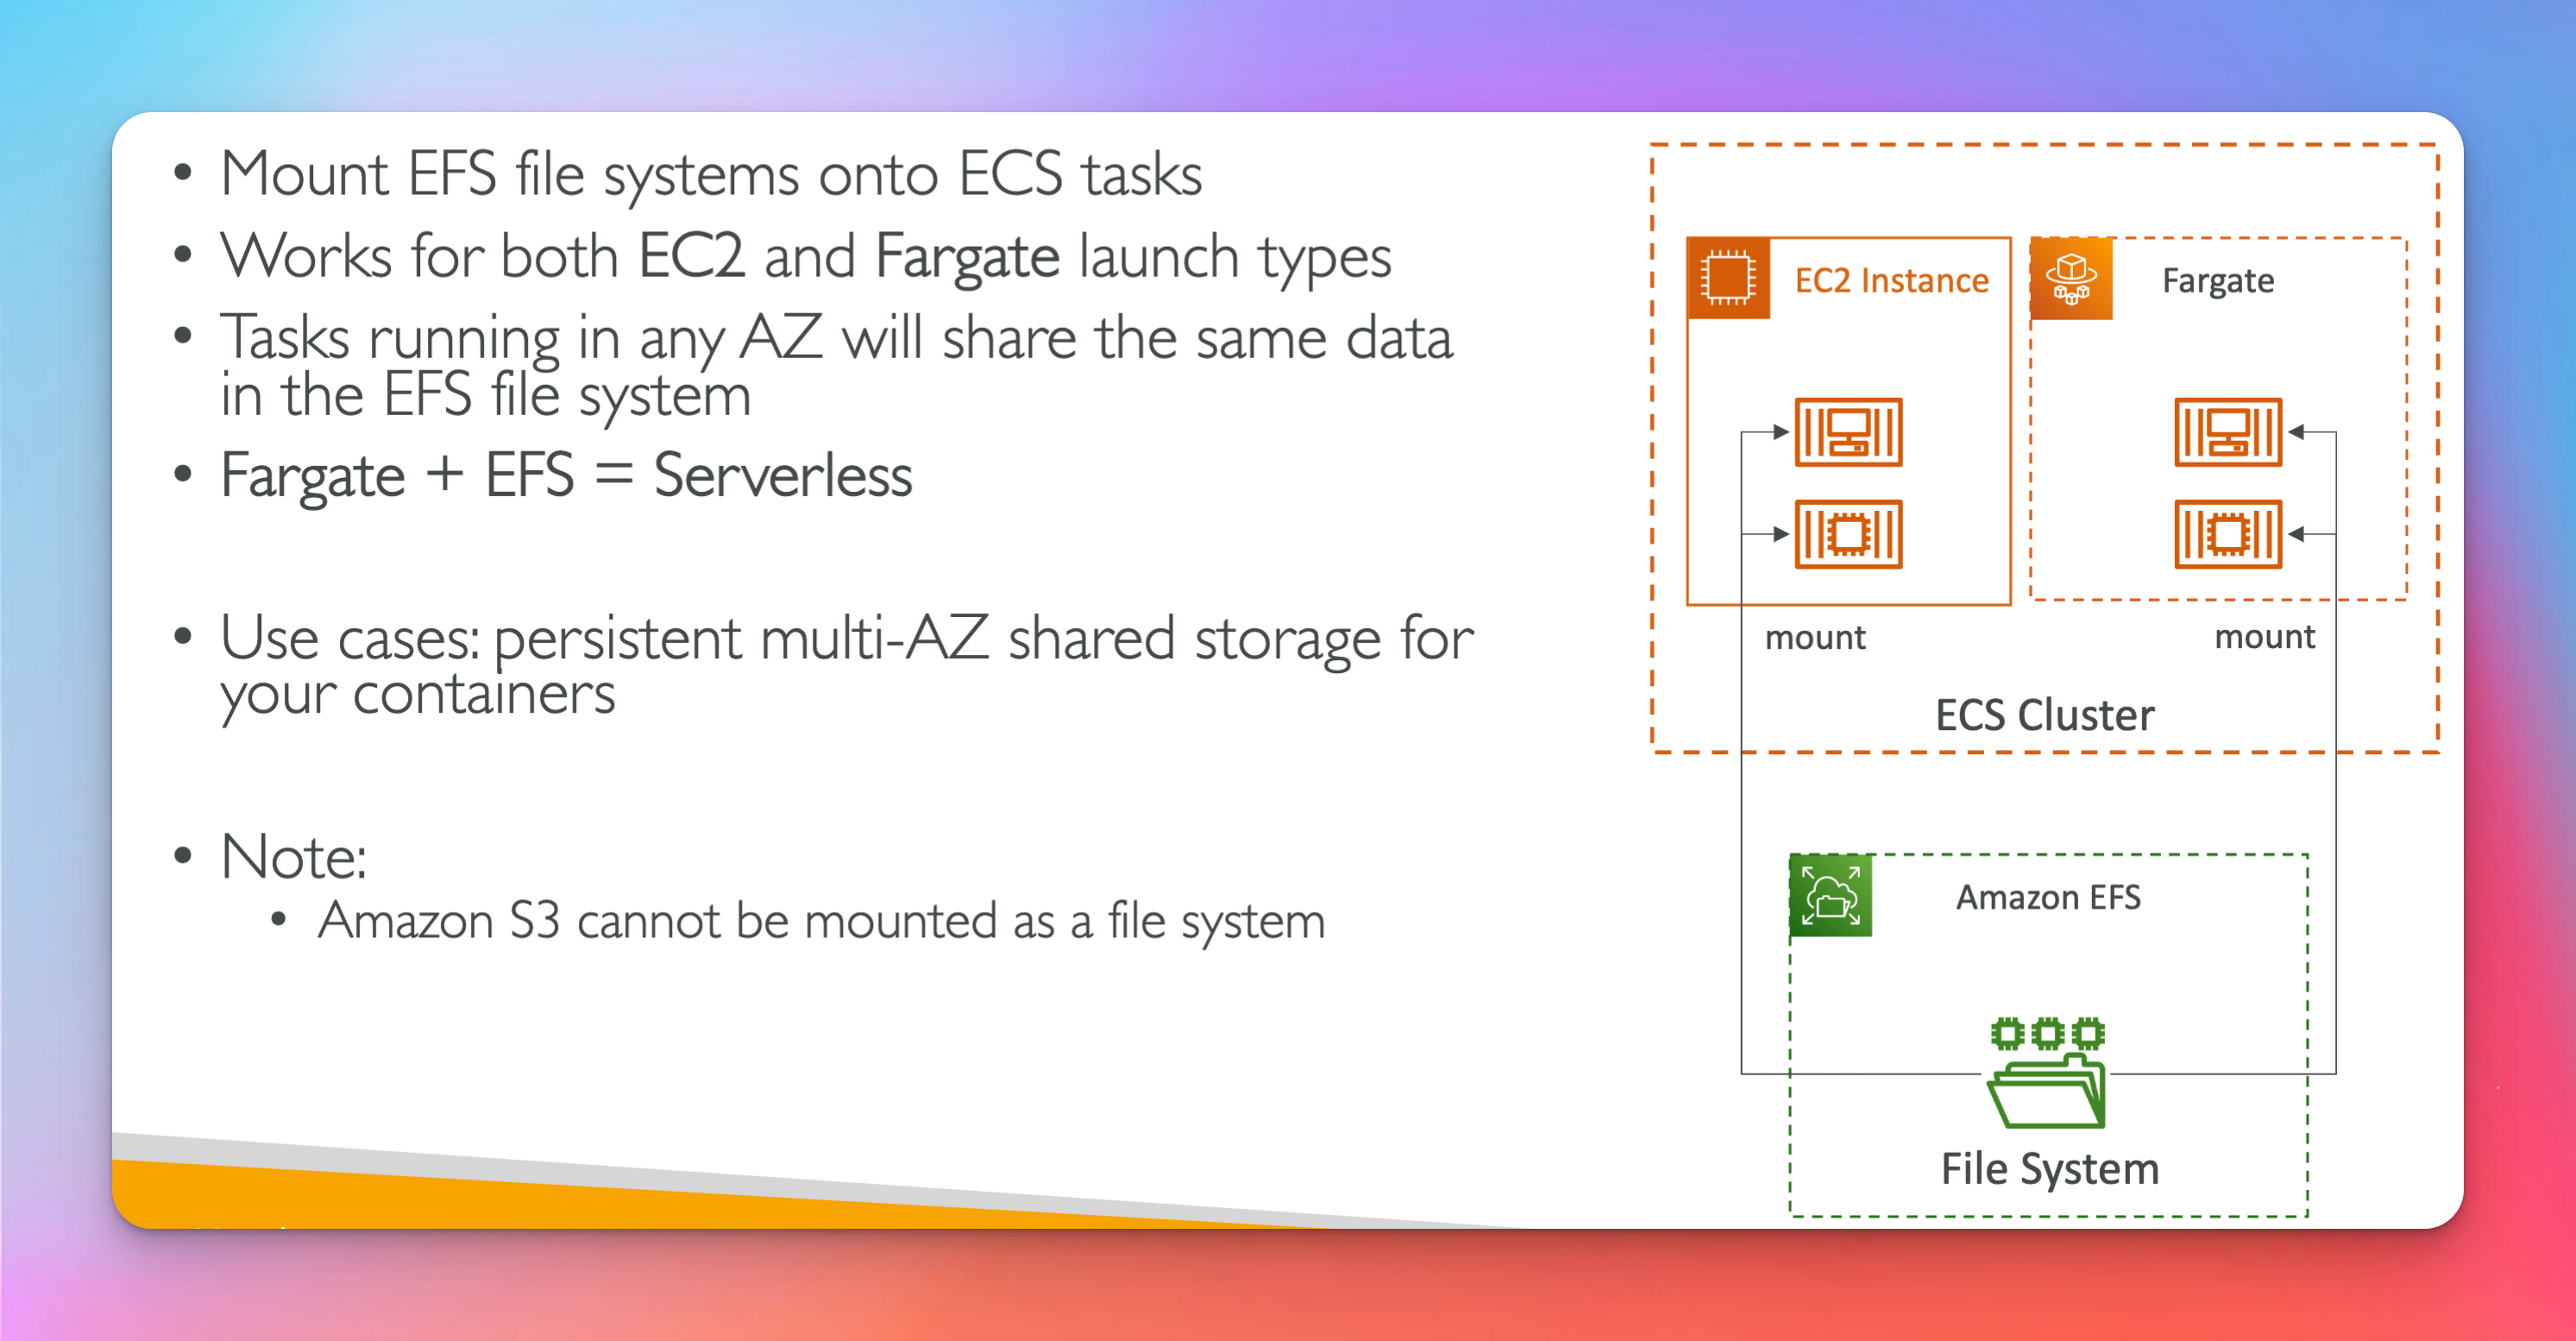 • Mount EFS file systems onto ECS tasks
• Works for both EC2 and Fargate launch types
• Tasks running in any AZ will share the same data
in the EFS file system
• Fargate + EFS = Serverless
• Use cases: persistent multi-AZ shared storage for
your containers
• Note:
• Amazon S3 cannot be mounted as a file system
EC2 Instance
Fargate
mount
mount
ECS Cluster
Amazon EFS
File System